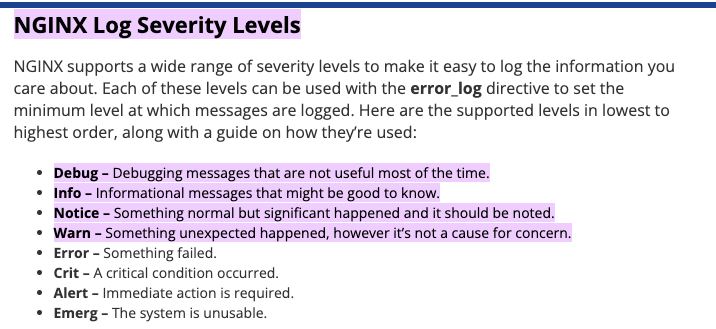 NGINX Log Severity Levels
NGINX supports a wide range of severity levels to make it easy to log the information you
care about. Each of these levels can be used with the error_log directive to set the
minimum level at which messages are logged. Here are the supported levels in lowest to
highest order, along with a guide on how they’re used:
• Debug – Debugging messages that are not useful most of the time.
• Info – Informational messages that might be good to know.
• Notice – Something normal but significant happened and it should be noted.
• Warn – Something unexpected happened, however it’s not a cause for concern.
• Error – Something failed.
• Crit – A critical condition occurred.
• Alert – Immediate action is required.
• Emerg – The system is unusable.